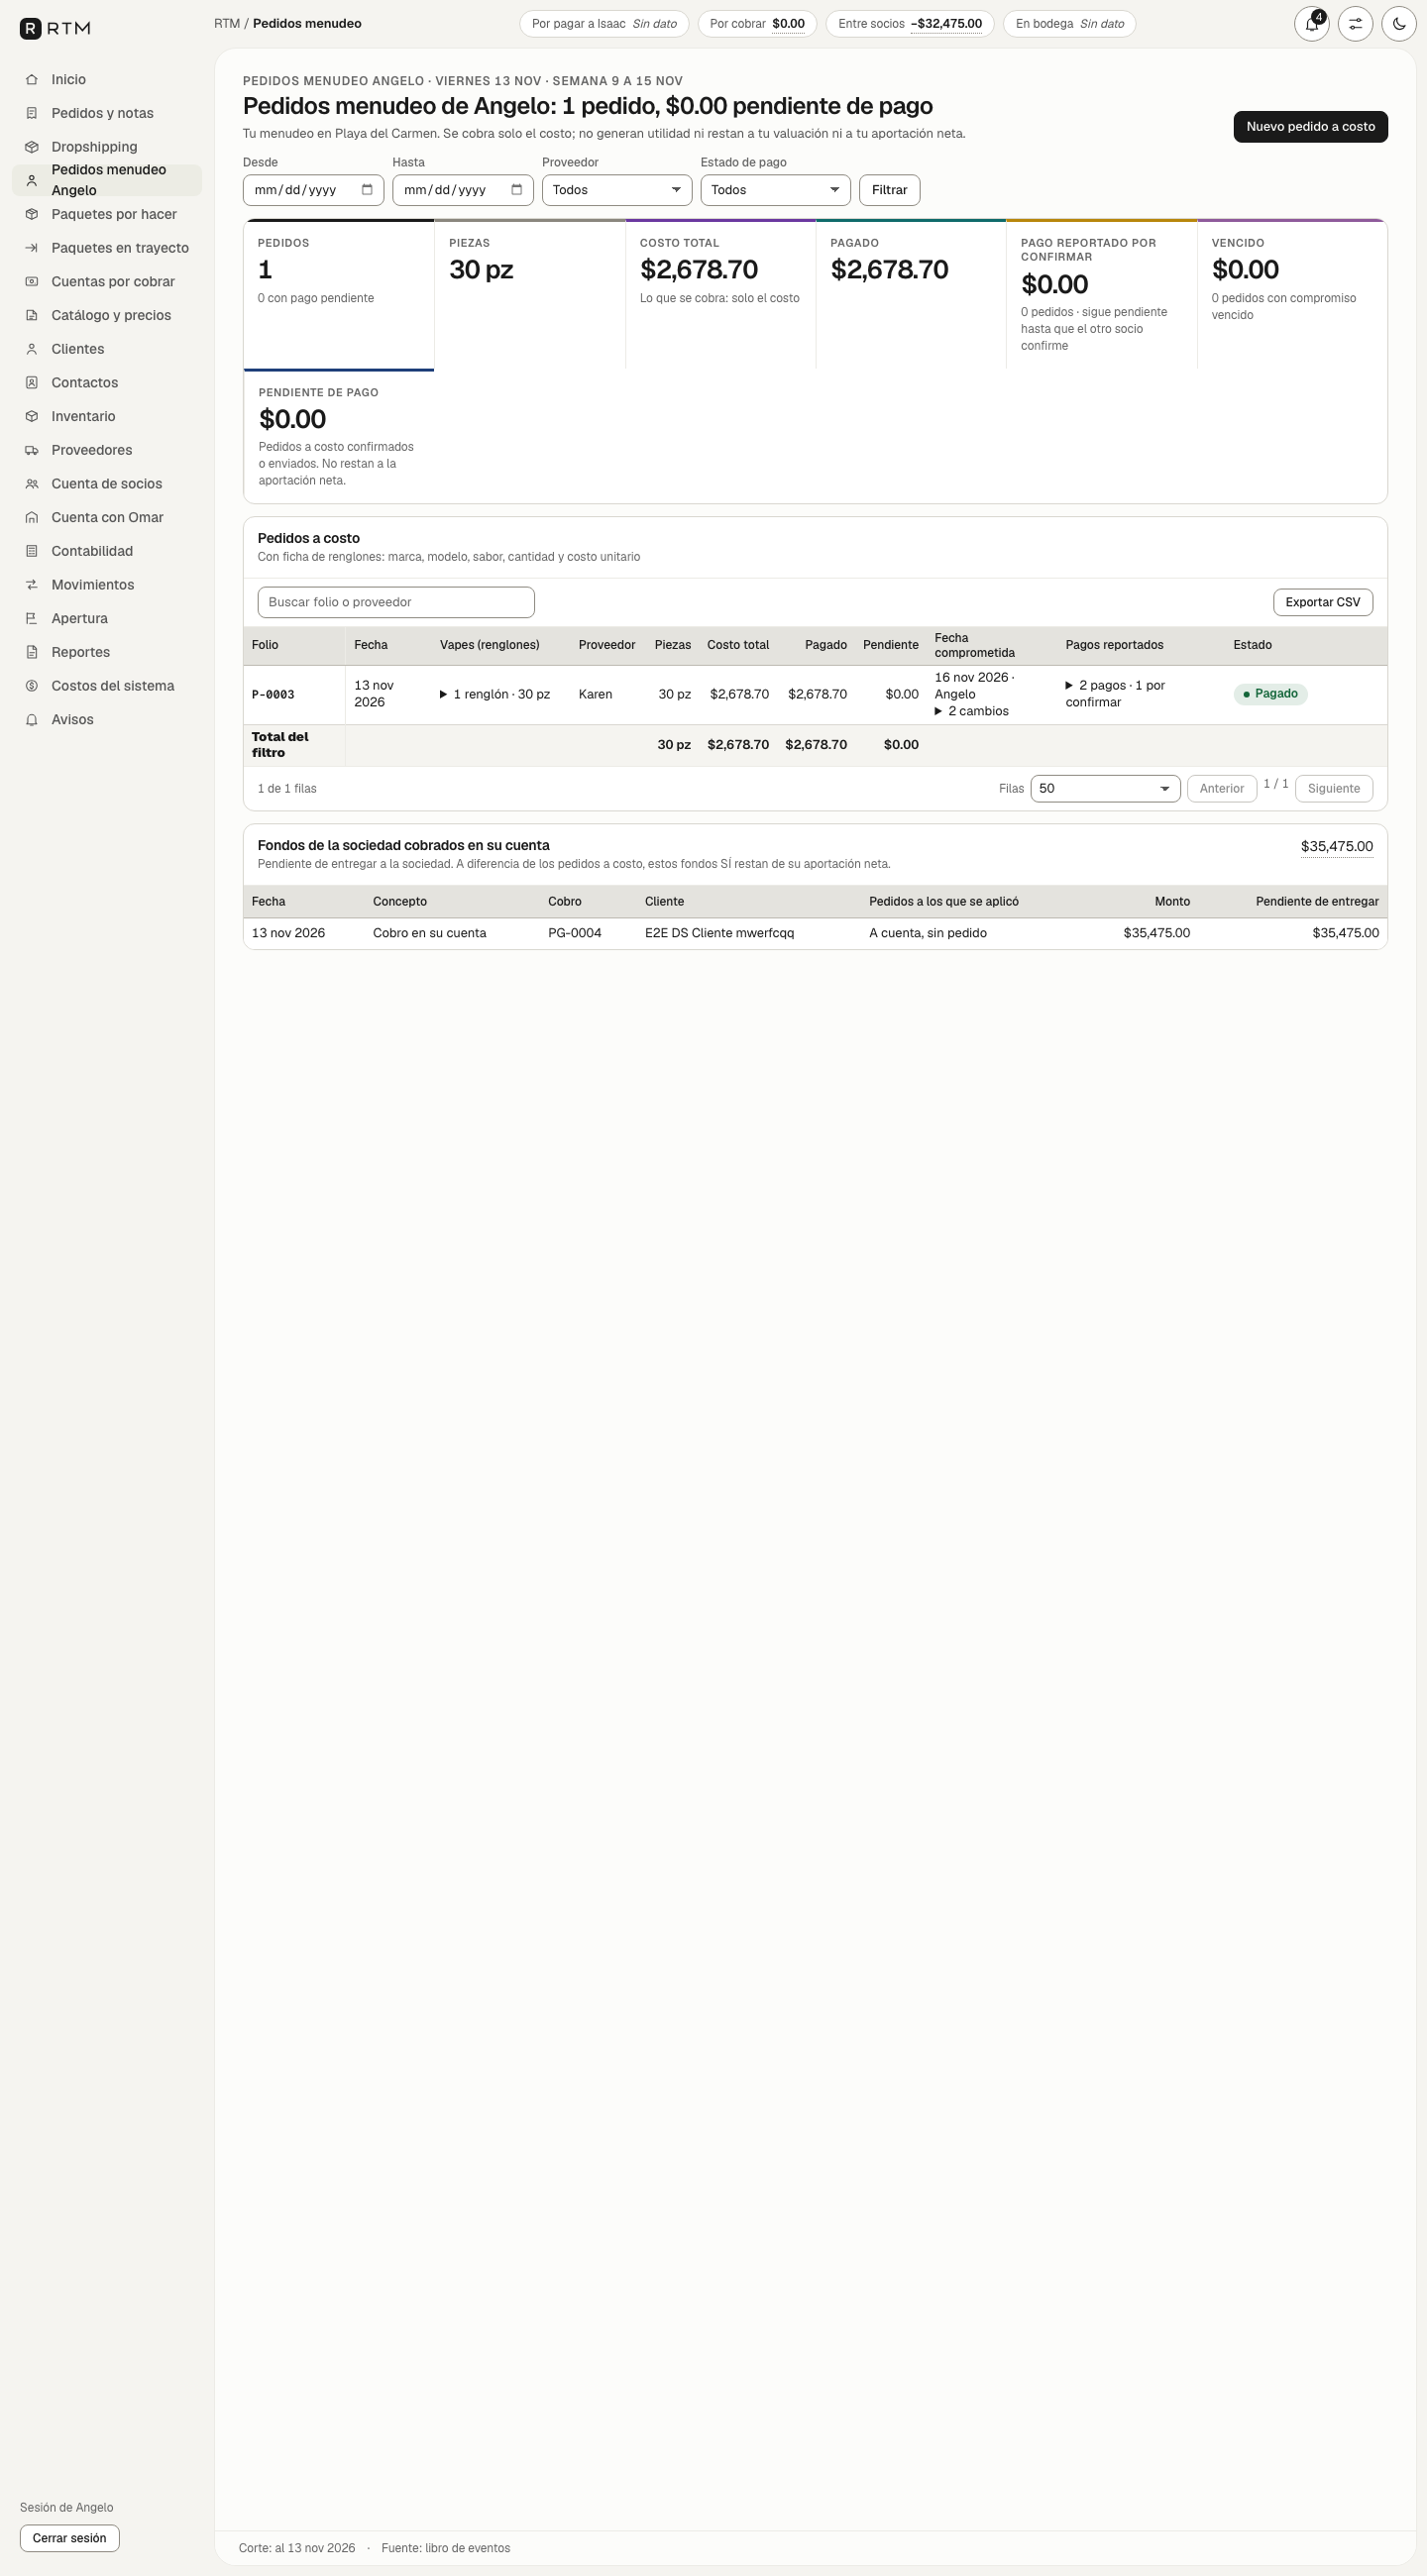 R RTM
RTM / Pedidos menudeo
Por pagar a Isaac Sin dato
Por cobrar $0.00
Entre socios −$32,475.00
En bodega Sin dato
4
Inicio
Pedidos y notas
Dropshipping
Pedidos menudeo
Angelo
Paquetes por hacer
Paquetes en trayecto
Cuentas por cobrar
Catálogo y precios
Clientes
Contactos
Inventario
Proveedores
Cuenta de socios
Cuenta con Omar
Contabilidad
Movimientos
Apertura
Reportes
Costos del sistema
Avisos
Sesión de Angelo
Cerrar sesión
PEDIDOS MENUDEO ANGELO · VIERNES 13 NOV · SEMANA 9 A 15 NOV
Pedidos menudeo de Angelo: 1 pedido, $0.00 pendiente de pago
Tu menudeo en Playa del Carmen. Se cobra solo el costo; no generan utilidad ni restan a tu valuación ni a tu aportación neta.
Nuevo pedido a costo
Desde Hasta Proveedor Estado de pago
mm/dd/yyyy mm/dd/yyyy Todos Todos Filtrar
PEDIDOS
1
0 con pago pendiente
PIEZAS
30 pz
COSTO TOTAL
$2,678.70
Lo que se cobra: solo el costo
PAGADO
$2,678.70
PAGO REPORTADO POR
CONFIRMAR
$0.00
0 pedidos · sigue pendiente
hasta que el otro socio
confirme
VENCIDO
$0.00
0 pedidos con compromiso
vencido
PENDIENTE DE PAGO
$0.00
Pedidos a costo confirmados
o enviados. No restan a la
aportación neta.
Pedidos a costo
Con ficha de renglones: marca, modelo, sabor, cantidad y costo unitario
Buscar folio o proveedor
Exportar CSV
Folio Fecha Vapes (renglones) Proveedor Piezas Costo total Pagado Pendiente Fecha comprometida Pagos reportados Estado
P-0003 13 nov 2026 ▶ 1 renglón · 30 pz Karen 30 pz $2,678.70 $2,678.70 $0.00 16 nov 2026 · Angelo ▶ 2 cambios ▶ 2 pagos · 1 por confirmar Pagado
Total del filtro 30 pz $2,678.70 $2,678.70 $0.00
1 de 1 filas
Filas 50 Anterior 1 / 1 Siguiente
Fondos de la sociedad cobrados en su cuenta
Pendiente de entregar a la sociedad. A diferencia de los pedidos a costo, estos fondos SÍ restan de su aportación neta.
$35,475.00
Fecha Concepto Cobro Cliente Pedidos a los que se aplicó Monto Pendiente de entregar
13 nov 2026 Cobro en su cuenta PG-0004 E2E DS Cliente mwerfcqq A cuenta, sin pedido $35,475.00 $35,475.00
Corte: al 13 nov 2026 · Fuente: libro de eventos